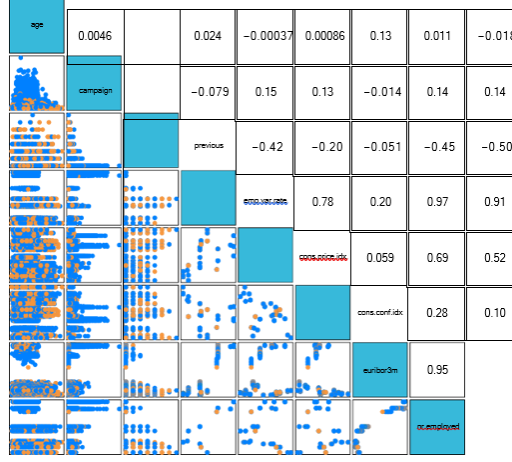 age
0.0046 0.024 −0.00037 0.00086 0.13 0.011 −0.018
campaign −0.079 0.15 0.13 −0.014 0.14 0.14
previous −0.42 −0.20 −0.051 −0.45 −0.50
emp.var.rate 0.78 0.20 0.97 0.91
cons.price.idx 0.059 0.69 0.52
cons.conf.idx 0.28 0.10
euribor3m 0.95
nr.employed